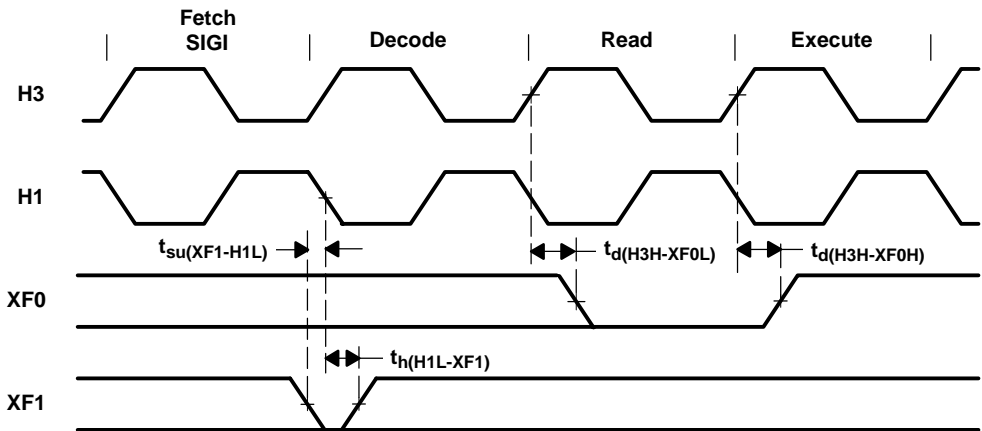 Fetch
SIGI
Decode
Read
Execute
H3
H1
tsu(XF1-H1L)
td(H3H-XF0L)
td(H3H-XF0H)
XF0
th(H1L-XF1)
XF1